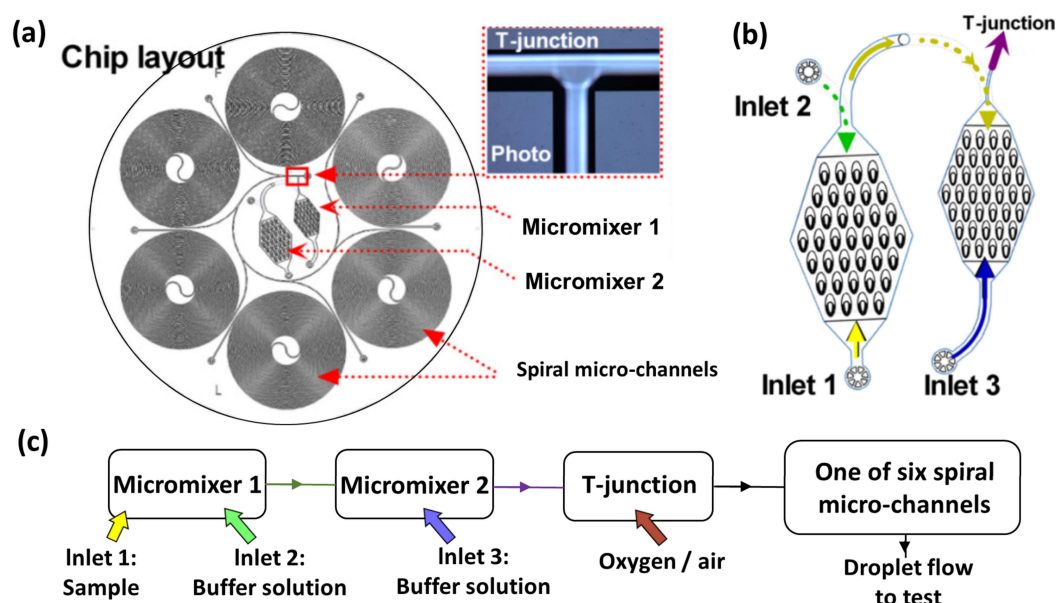 (a)
Chip layout
F
L
T-junction
Photo
Micromixer 1
Micromixer 2
Spiral micro-channels
(b)
T-junction
Inlet 2
Inlet 1
Inlet 3
(c)
Micromixer 1
Micromixer 2
T-junction
One of six spiral
micro-channels
Inlet 1:
Sample
Inlet 2:
Buffer solution
Inlet 3:
Buffer solution
Oxygen / air
Droplet flow
to test